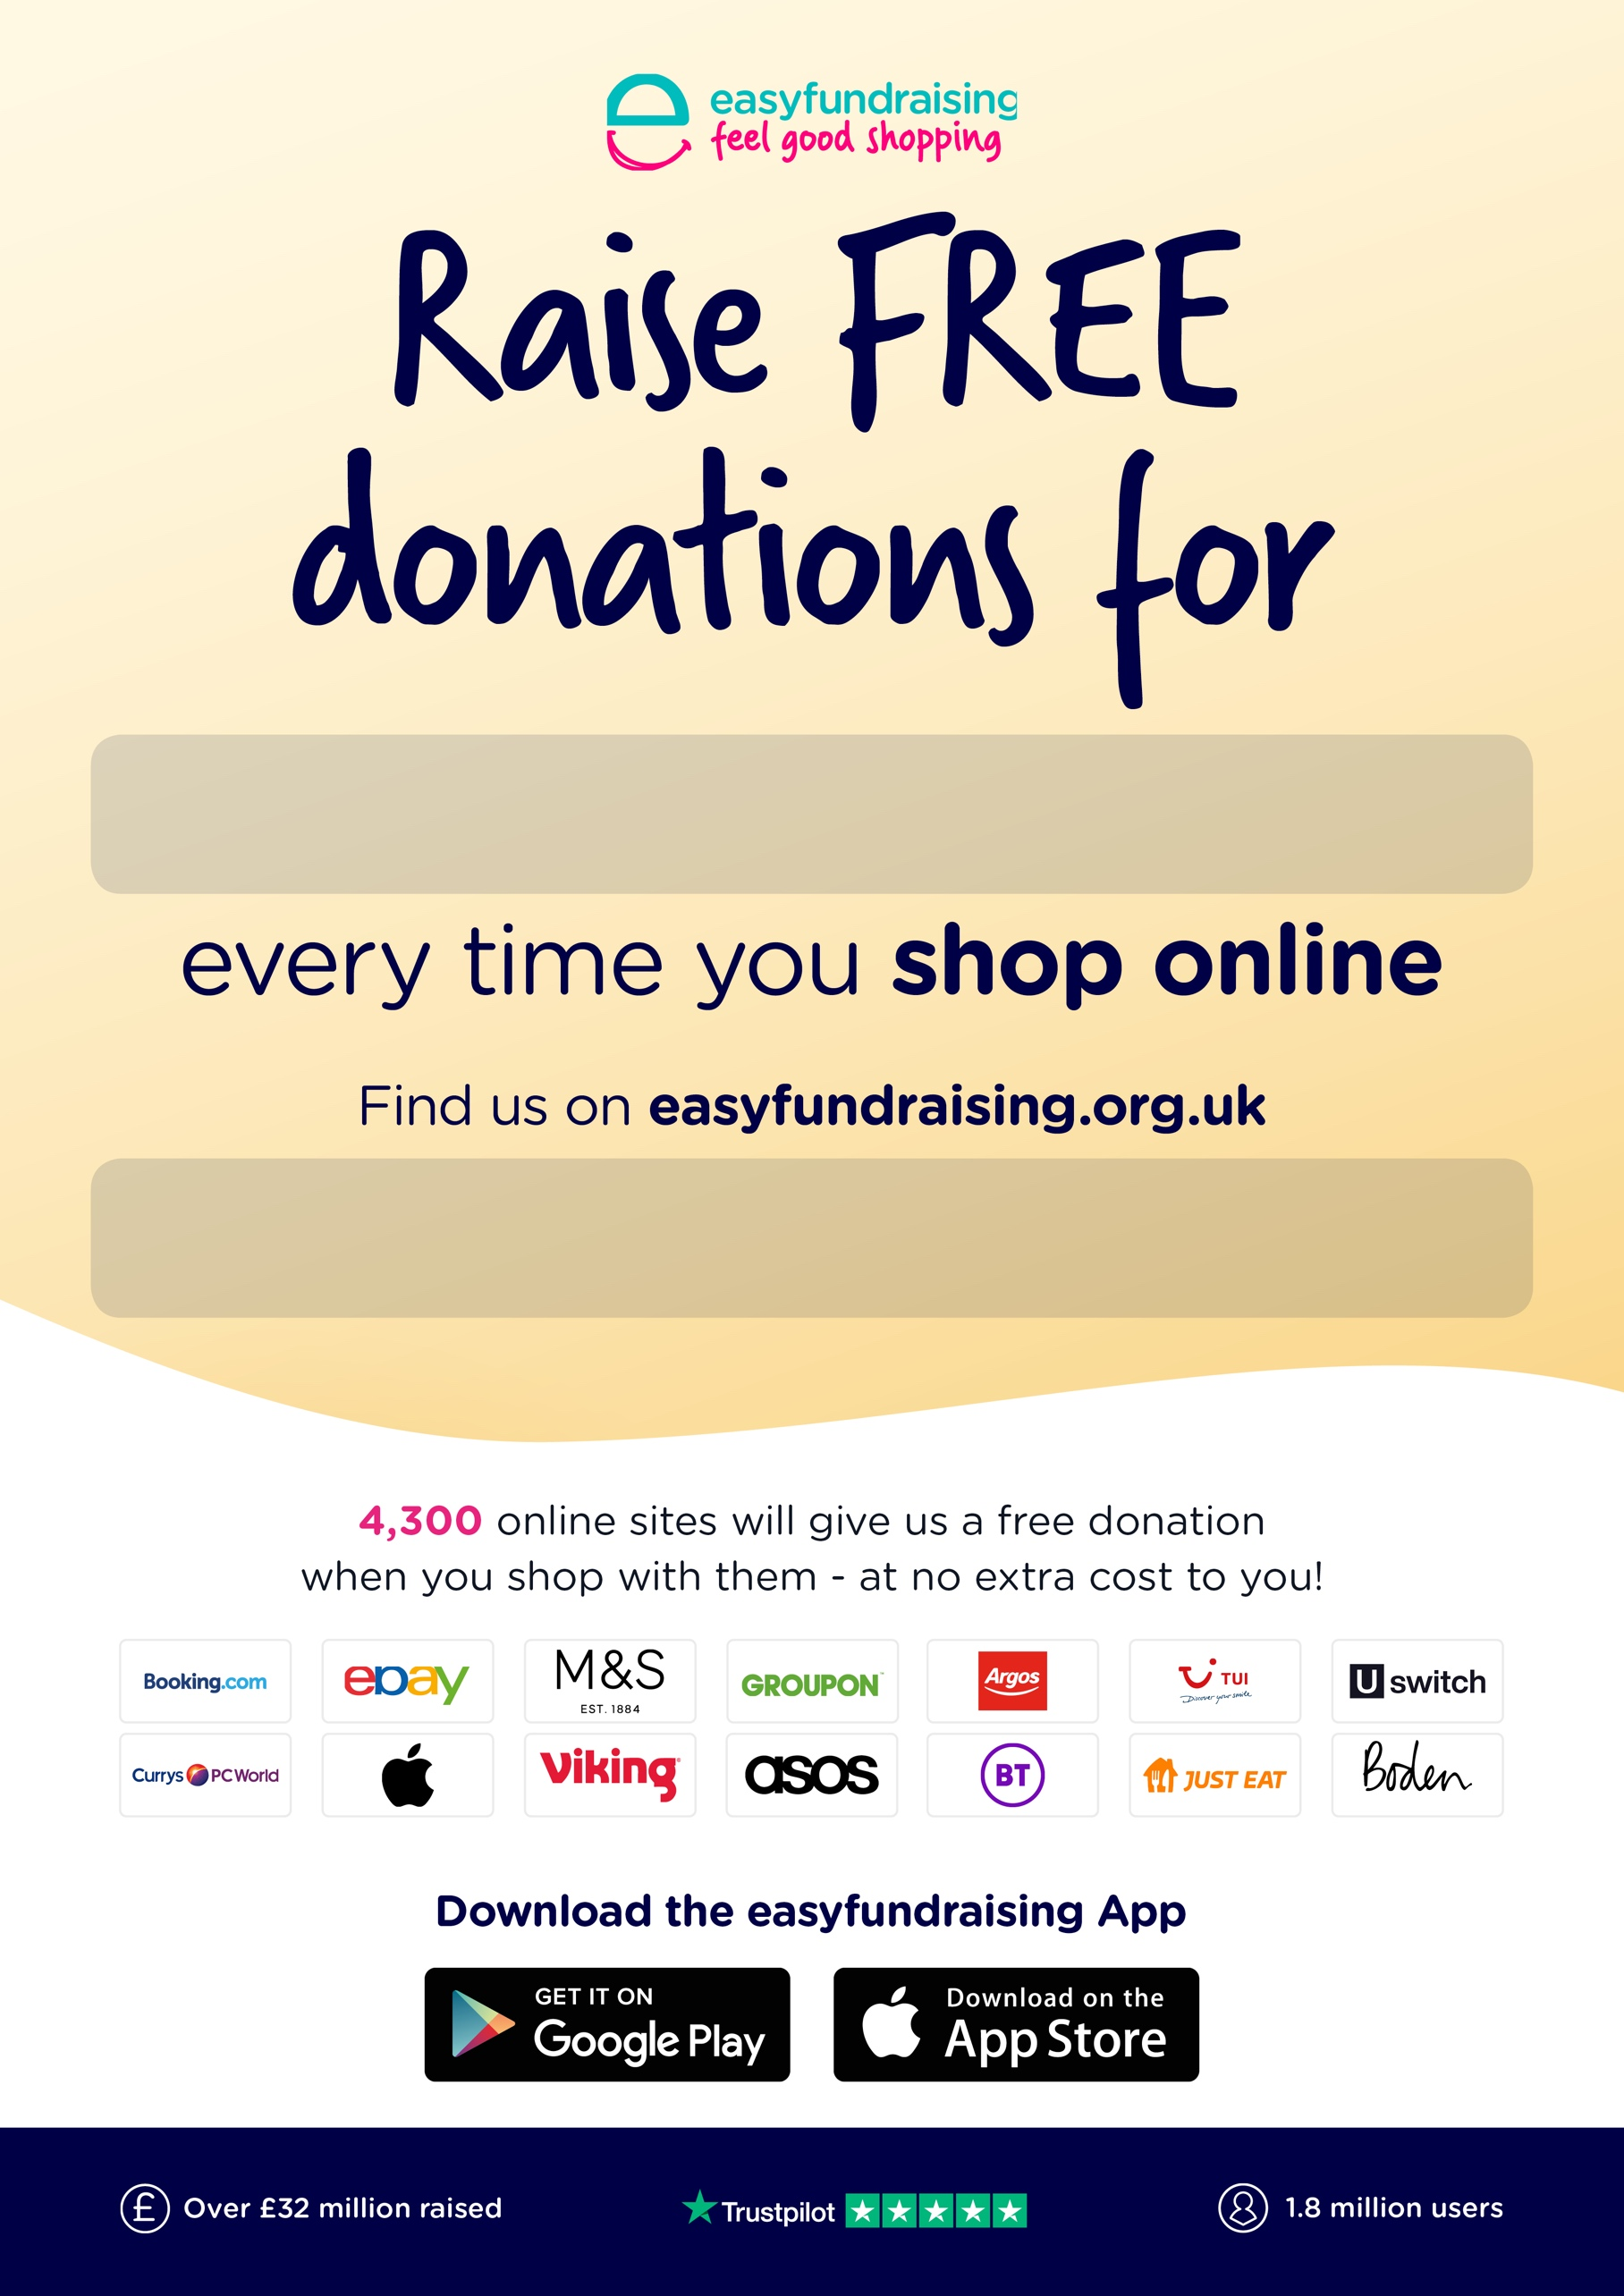 easyfundraising
feel good shopping
Raise FREE
donations for
every time you shop online
Find us on easyfundraising.org.uk
4,300 online sites will give us a free donation
when you shop with them - at no extra cost to you!
Booking.com ebay M&S EST. 1884 GROUPON™ Argos TUI Discover your smile U switch
Currys PC World Viking® asos BT JUST EAT Boden
Download the easyfundraising App
GET IT ON
Google Play
Download on the
App Store
Over £32 million raised
Trustpilot
1.8 million users